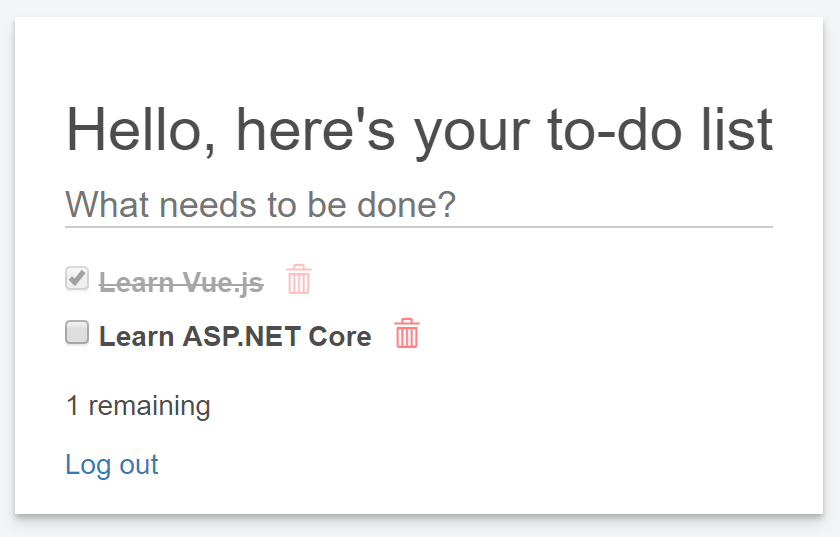 Hello, here's your to-do list
What needs to be done?
Learn Vue.js
Learn ASP.NET Core
1 remaining
Log out